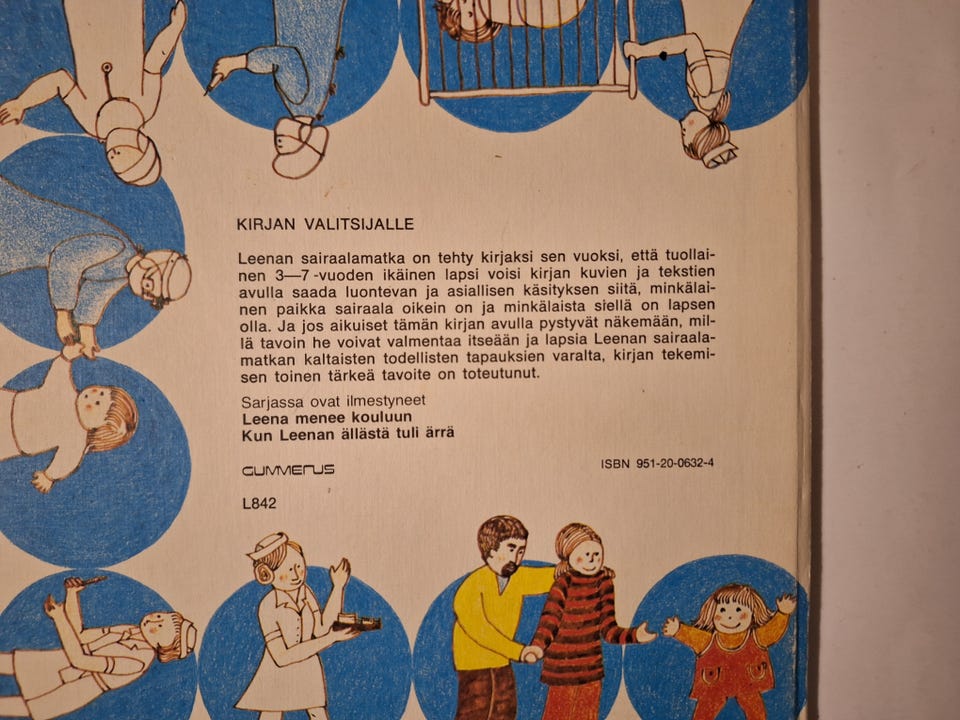 KIRJAN VALITSIJALLE
Leenan sairaalamatka on tehty kirjaksi sen vuoksi, että tuollai-
nen 3—7 -vuoden ikäinen lapsi voisi kirjan kuvien ja tekstien
avulla saada luontevan ja asiallisen käsityksen siitä, minkälai-
nen paikka sairaala oikein on ja minkälaista siellä on lapsen
olla. Ja jos aikuiset tämän kirjan avulla pystyvät näkemään, mil-
lä tavoin he voivat valmentaa itseään ja lapsia Leenan sairaala-
matkan kaltaisten todellisten tapauksien varalta, kirjan tekemi-
sen toinen tärkeä tavoite on toteutunut.
Sarjassa ovat ilmestyneet
Leena menee kouluun
Kun Leenan ällästä tuli ärrä
GUMMERUS
ISBN 951-20-0632-4
L842